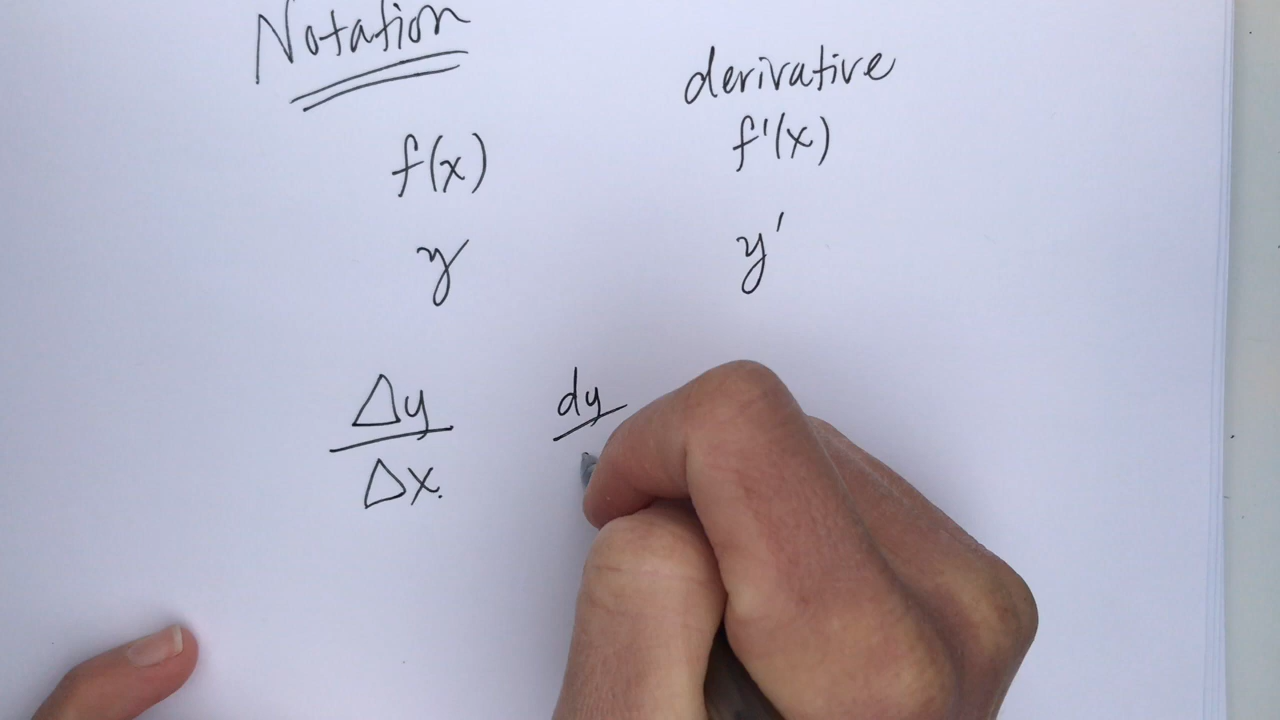 Notation
derivative
f(x) f'(x)
y y'
Δy dy
Δx.